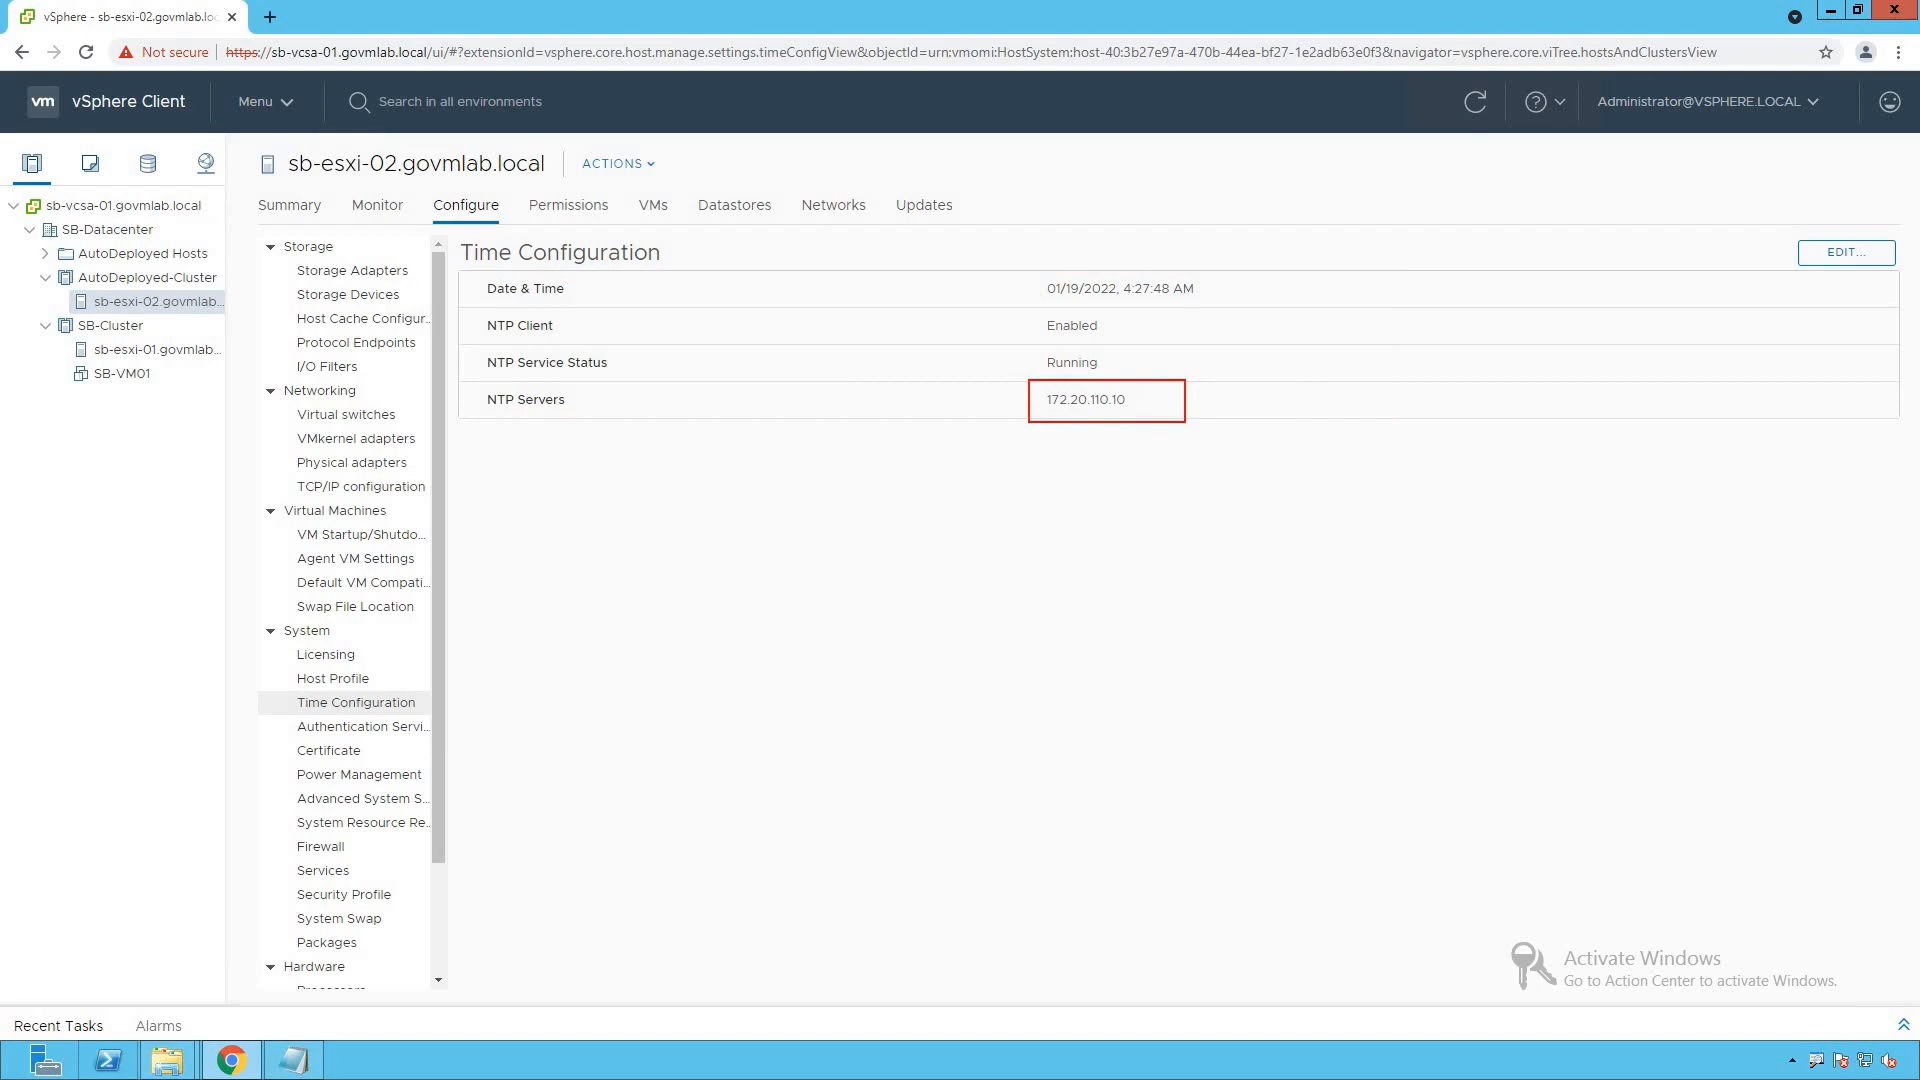 vSphere - sb-esxi-02.govmlab.loc
Not secure
https://sb-vcsa-01.govmlab.local/ui/#?extensionId=vsphere.core.host.manage.settings.timeConfigView&objectId=urn:vmomi:HostSystem:host-40:3b27e97a-470b-44ea-bf27-1e2adb63e0f3&navigator=vsphere.core.viTree.hostsAndClustersView
vm vSphere Client
Menu
Search in all environments
Administrator@VSPHERE.LOCAL
sb-vcsa-01.govmlab.local
SB-Datacenter
AutoDeployed Hosts
AutoDeployed-Cluster
sb-esxi-02.govmlab...
SB-Cluster
sb-esxi-01.govmlab...
SB-VM01
sb-esxi-02.govmlab.local
ACTIONS
Summary
Monitor
Configure
Permissions
VMs
Datastores
Networks
Updates
Storage
Storage Adapters
Storage Devices
Host Cache Configur...
Protocol Endpoints
I/O Filters
Networking
Virtual switches
VMkernel adapters
Physical adapters
TCP/IP configuration
Virtual Machines
VM Startup/Shutdo...
Agent VM Settings
Default VM Compati...
Swap File Location
System
Licensing
Host Profile
Time Configuration
Authentication Servi...
Certificate
Power Management
Advanced System S...
System Resource Re...
Firewall
Services
Security Profile
System Swap
Packages
Hardware
Time Configuration
EDIT...
Date & Time 01/19/2022, 4:27:48 AM
NTP Client Enabled
NTP Service Status Running
NTP Servers 172.20.110.10
Activate Windows
Go to Action Center to activate Windows.
Recent Tasks
Alarms